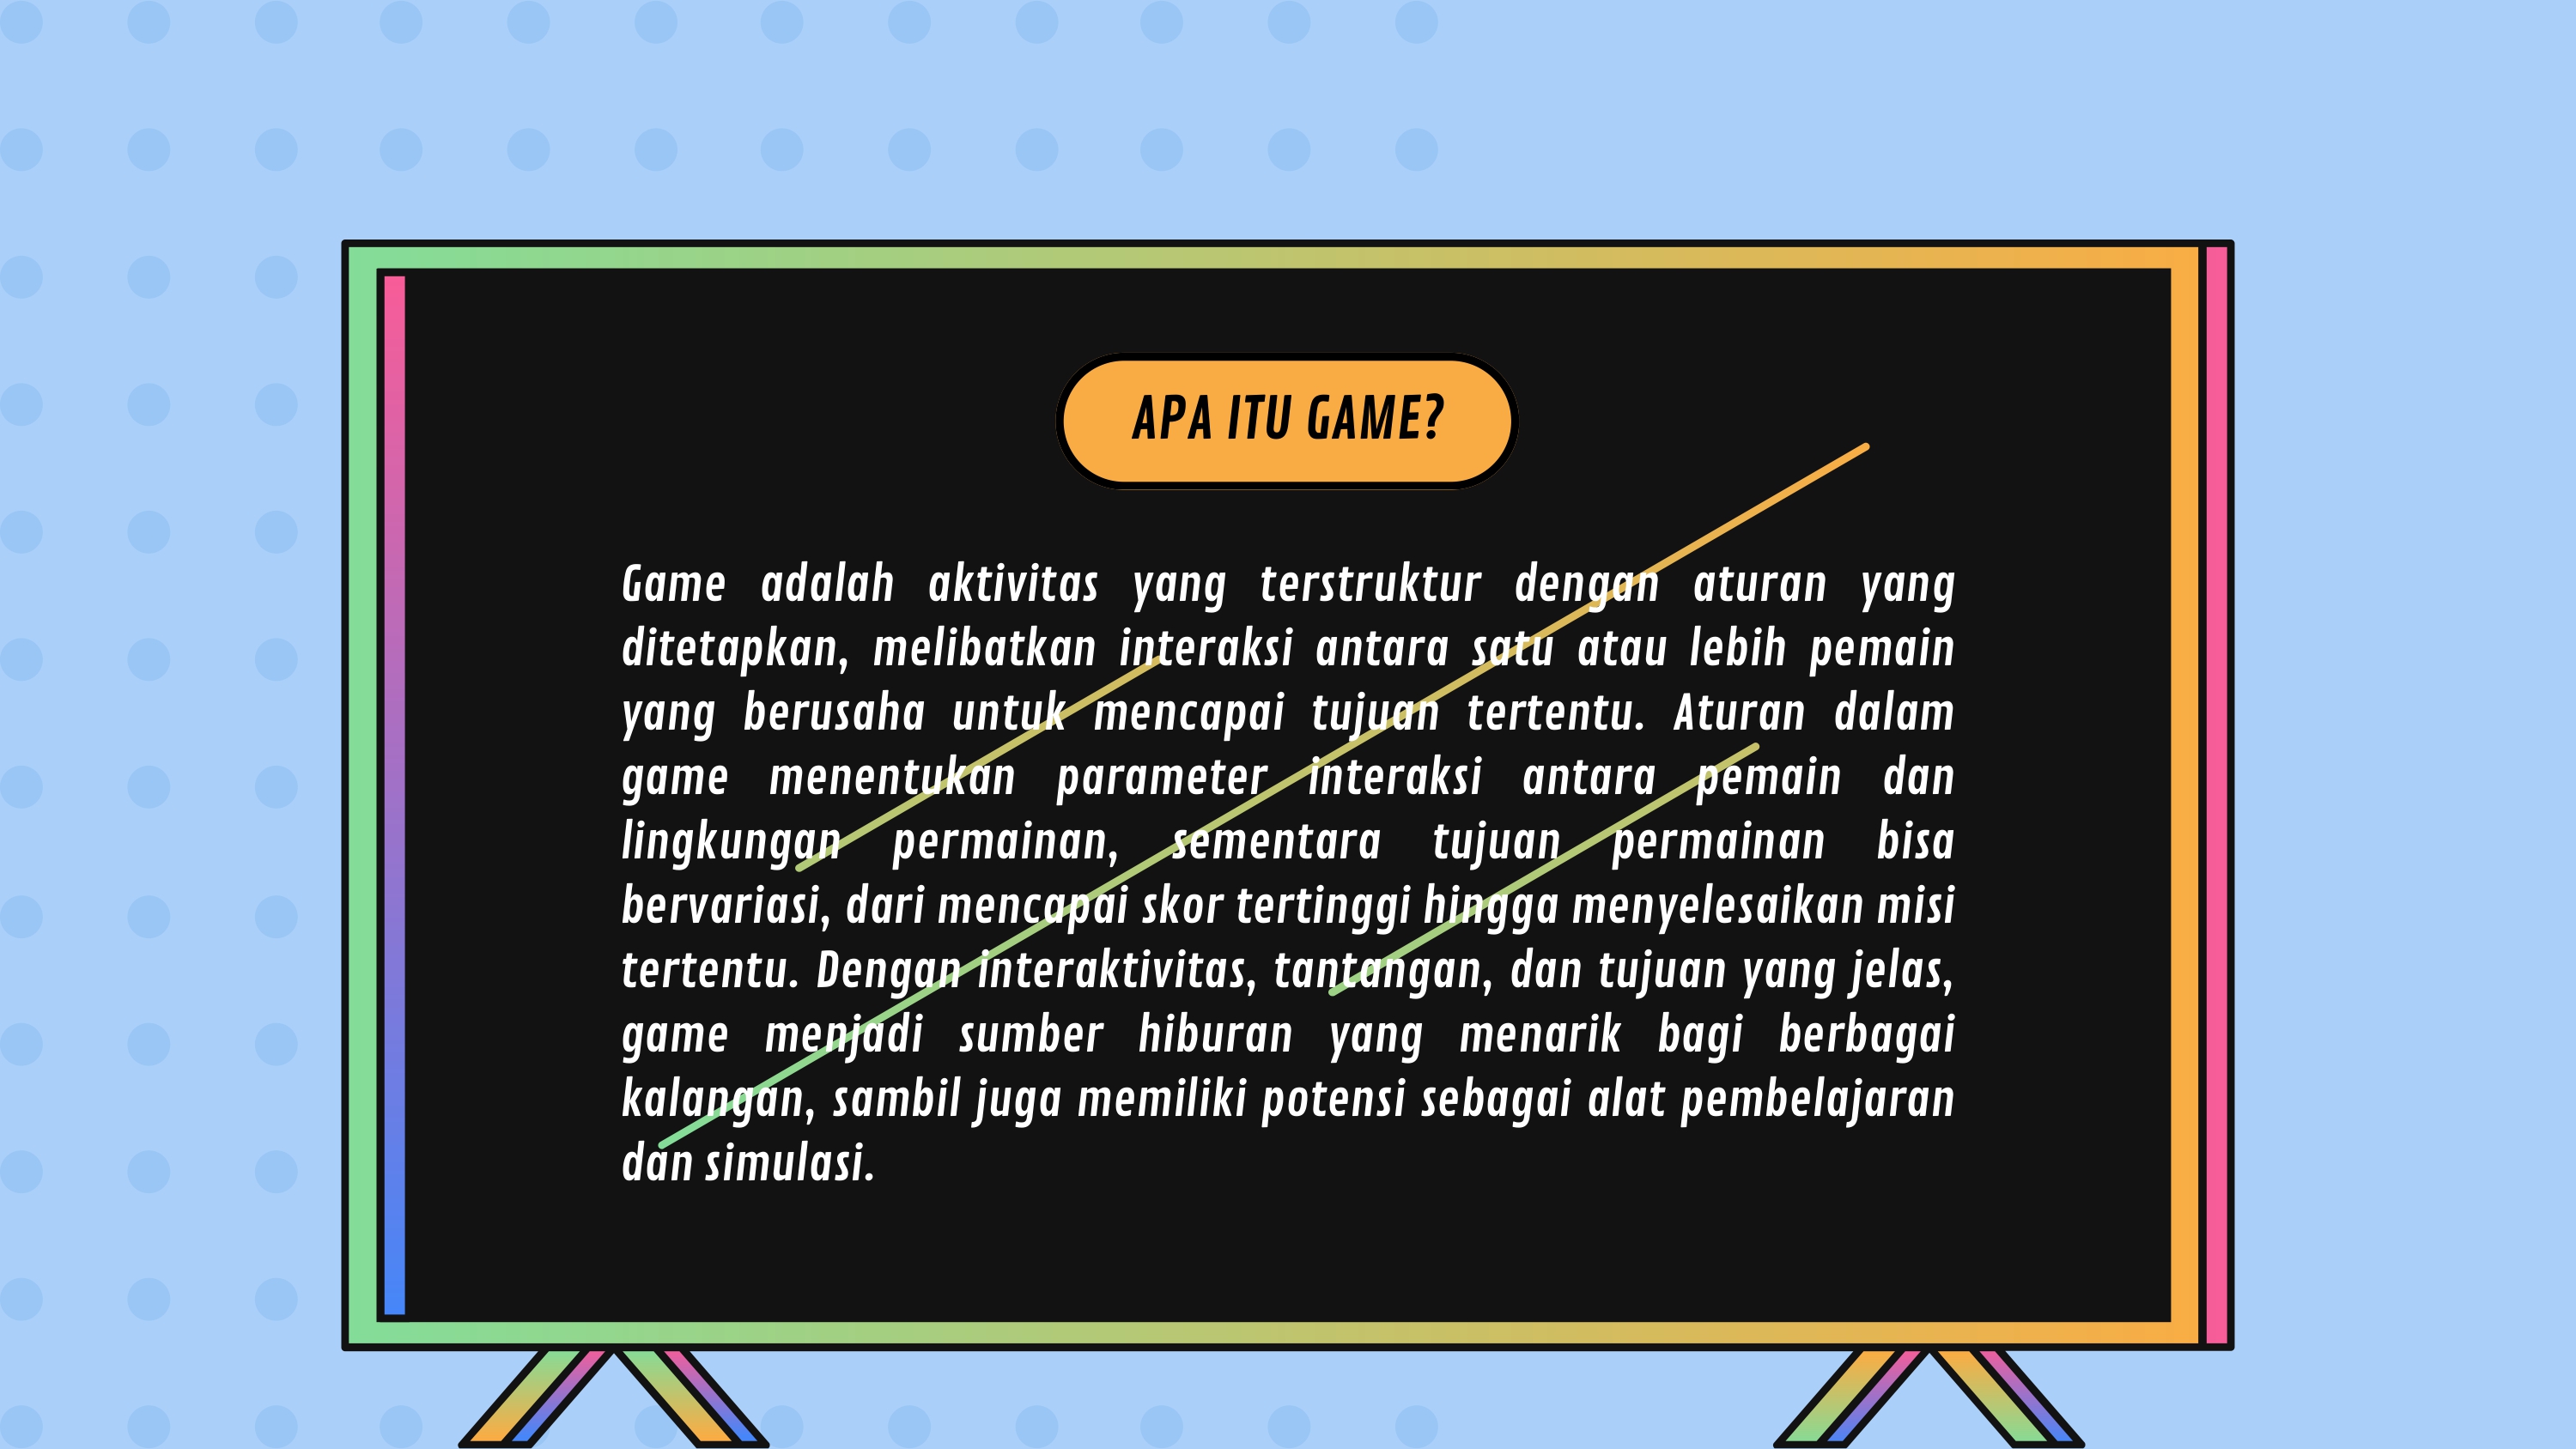 APA ITU GAME?
Game adalah aktivitas yang terstruktur dengan aturan yang
ditetapkan, melibatkan interaksi antara satu atau lebih pemain
yang berusaha untuk mencapai tujuan tertentu. Aturan dalam
game menentukan parameter interaksi antara pemain dan
lingkungan permainan, sementara tujuan permainan bisa
bervariasi, dari mencapai skor tertinggi hingga menyelesaikan misi
tertentu. Dengan interaktivitas, tantangan, dan tujuan yang jelas,
game menjadi sumber hiburan yang menarik bagi berbagai
kalangan, sambil juga memiliki potensi sebagai alat pembelajaran
dan simulasi.